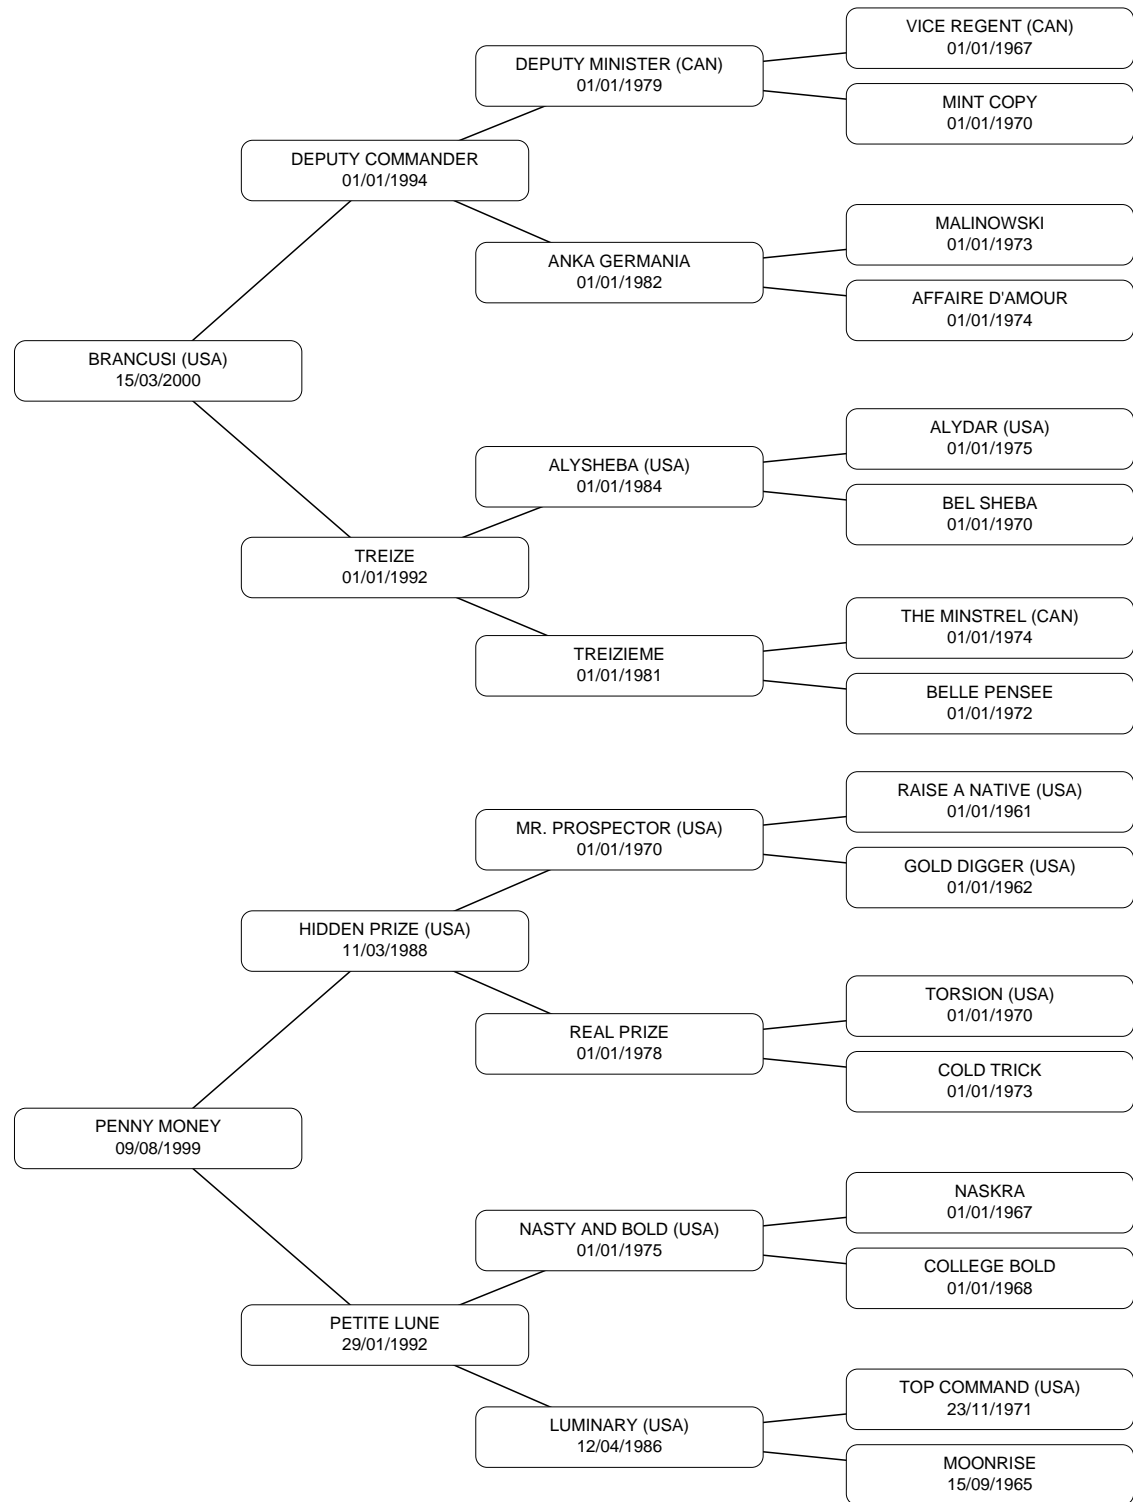 VICE REGENT (CAN)
01/01/1967
DEPUTY MINISTER (CAN)
01/01/1979
MINT COPY
01/01/1970
DEPUTY COMMANDER
01/01/1994
MALINOWSKI
01/01/1973
ANKA GERMANIA
01/01/1982
AFFAIRE D'AMOUR
01/01/1974
BRANCUSI (USA)
15/03/2000
ALYDAR (USA)
01/01/1975
ALYSHEBA (USA)
01/01/1984
BEL SHEBA
01/01/1970
TREIZE
01/01/1992
THE MINSTREL (CAN)
01/01/1974
TREIZIEME
01/01/1981
BELLE PENSEE
01/01/1972
RAISE A NATIVE (USA)
01/01/1961
MR. PROSPECTOR (USA)
01/01/1970
GOLD DIGGER (USA)
01/01/1962
HIDDEN PRIZE (USA)
11/03/1988
TORSION (USA)
01/01/1970
REAL PRIZE
01/01/1978
COLD TRICK
01/01/1973
PENNY MONEY
09/08/1999
NASKRA
01/01/1967
NASTY AND BOLD (USA)
01/01/1975
COLLEGE BOLD
01/01/1968
PETITE LUNE
29/01/1992
TOP COMMAND (USA)
23/11/1971
LUMINARY (USA)
12/04/1986
MOONRISE
15/09/1965